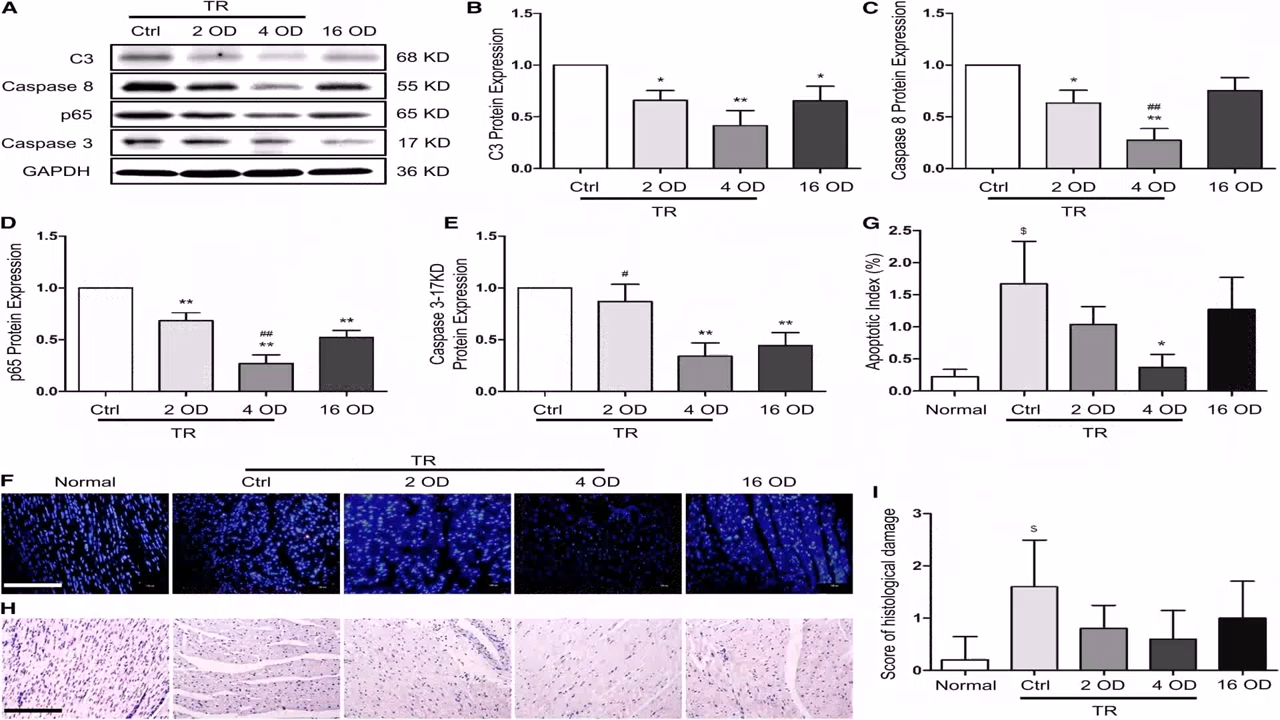 A
TR
Ctrl 2 OD 4 OD 16 OD
C3 68 KD
Caspase 8 55 KD
p65 65 KD
Caspase 3 17 KD
GAPDH 36 KD
B
C3 Protein Expression
1.5
1.0
0.5
0.0
* ** *
Ctrl 2 OD 4 OD 16 OD
TR
C
Caspase 8 Protein Expression
1.5
1.0
0.5
0.0
*
##
**
Ctrl 2 OD 4 OD 16 OD
TR
D
p65 Protein Expression
1.5
1.0
0.5
0.0
**
##
**
**
Ctrl 2 OD 4 OD 16 OD
TR
E
Caspase 3-17KD
Protein Expression
1.5
1.0
0.5
0.0
# ** **
Ctrl 2 OD 4 OD 16 OD
TR
G
Apoptotic Index (%)
2.5
2.0
1.5
1.0
0.5
0.0
$ *
Normal Ctrl 2 OD 4 OD 16 OD
TR
F
TR
Normal Ctrl 2 OD 4 OD 16 OD
H
I
Score of histological damage
3
2
1
0
$
Normal Ctrl 2 OD 4 OD 16 OD
TR